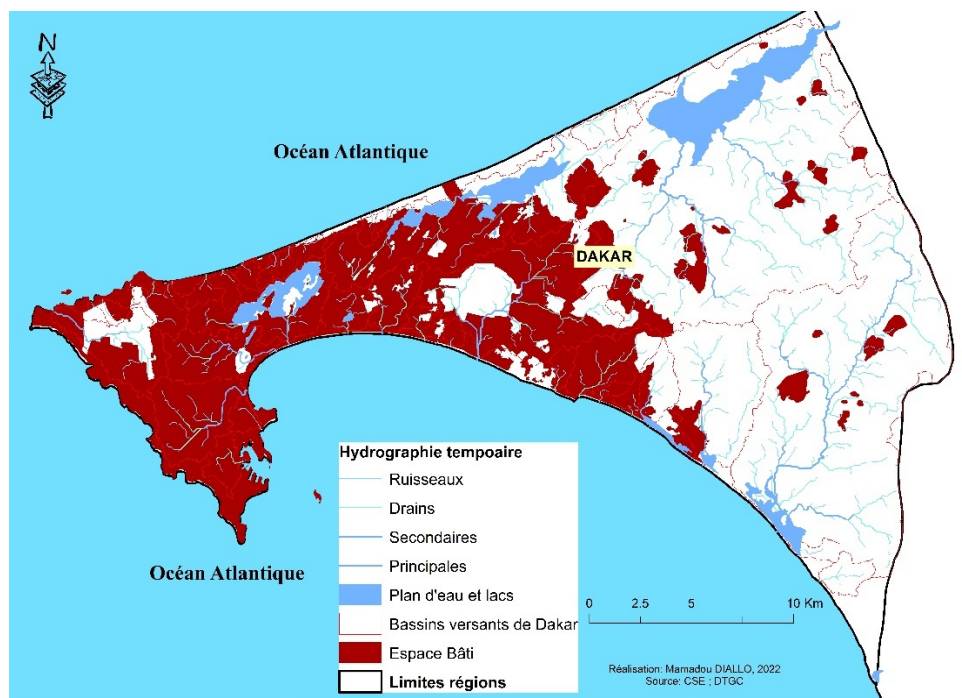 N
Océan Atlantique
DAKAR
Océan Atlantique
Hydrographie tempoaire
Ruisseaux
Drains
Secondaires
Principales
Plan d'eau et lacs
Bassins versants de Dakar
Espace Bâti
Limites régions
0 2.5 5 10 Km
Réalisation: Mamadou DIALLO, 2022
Source: CSE ; DTGC